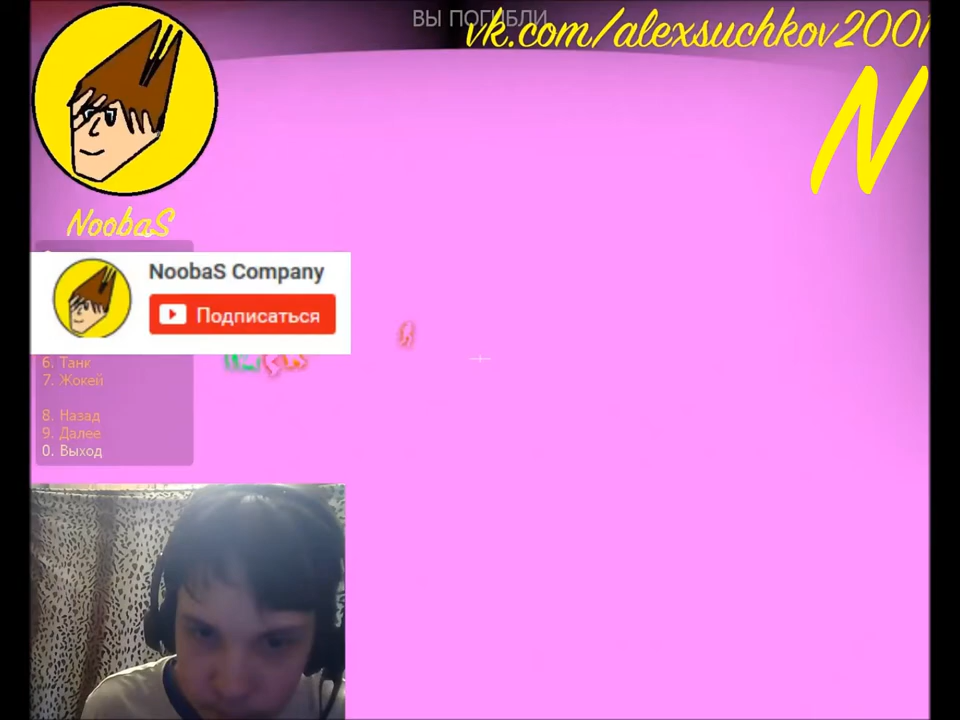 ВЫ ПОГИБЛИ
vk.com/alexsuchkov2001
N
NoobaS
NoobaS Company
Подписаться
6. Танк
7. Жокей
8. Назад
9. Далее
0. Выход